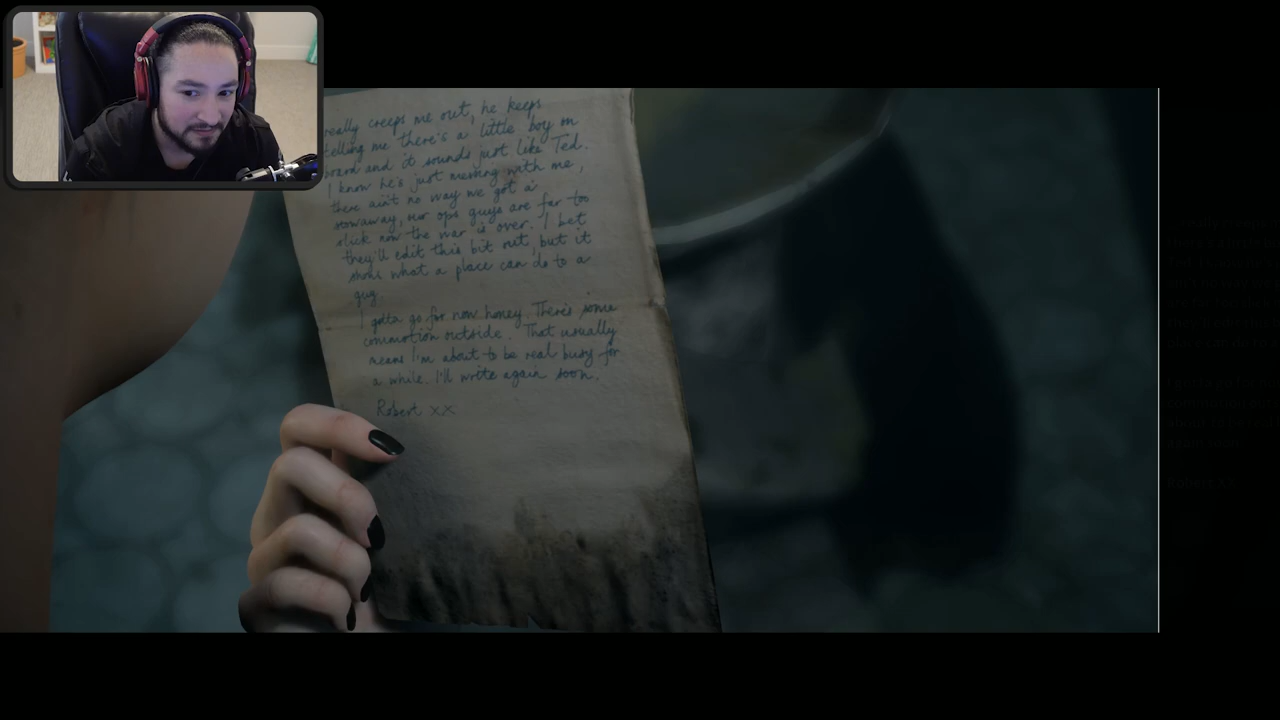 really creeps me out, he keeps
telling me there's a little boy on
board and it sounds just like Ted.
I know he's just messing with me,
there ain't no way we got a
stowaway, our ops guys are far too
slick now the war is over. I bet
they'll edit this bit out, but it
shows what a place can do to a
guy.
I gotta go for now honey. There's some
commotion outside. That usually
means I'm about to be real busy for
a while. I'll write again soon.
Robert xx